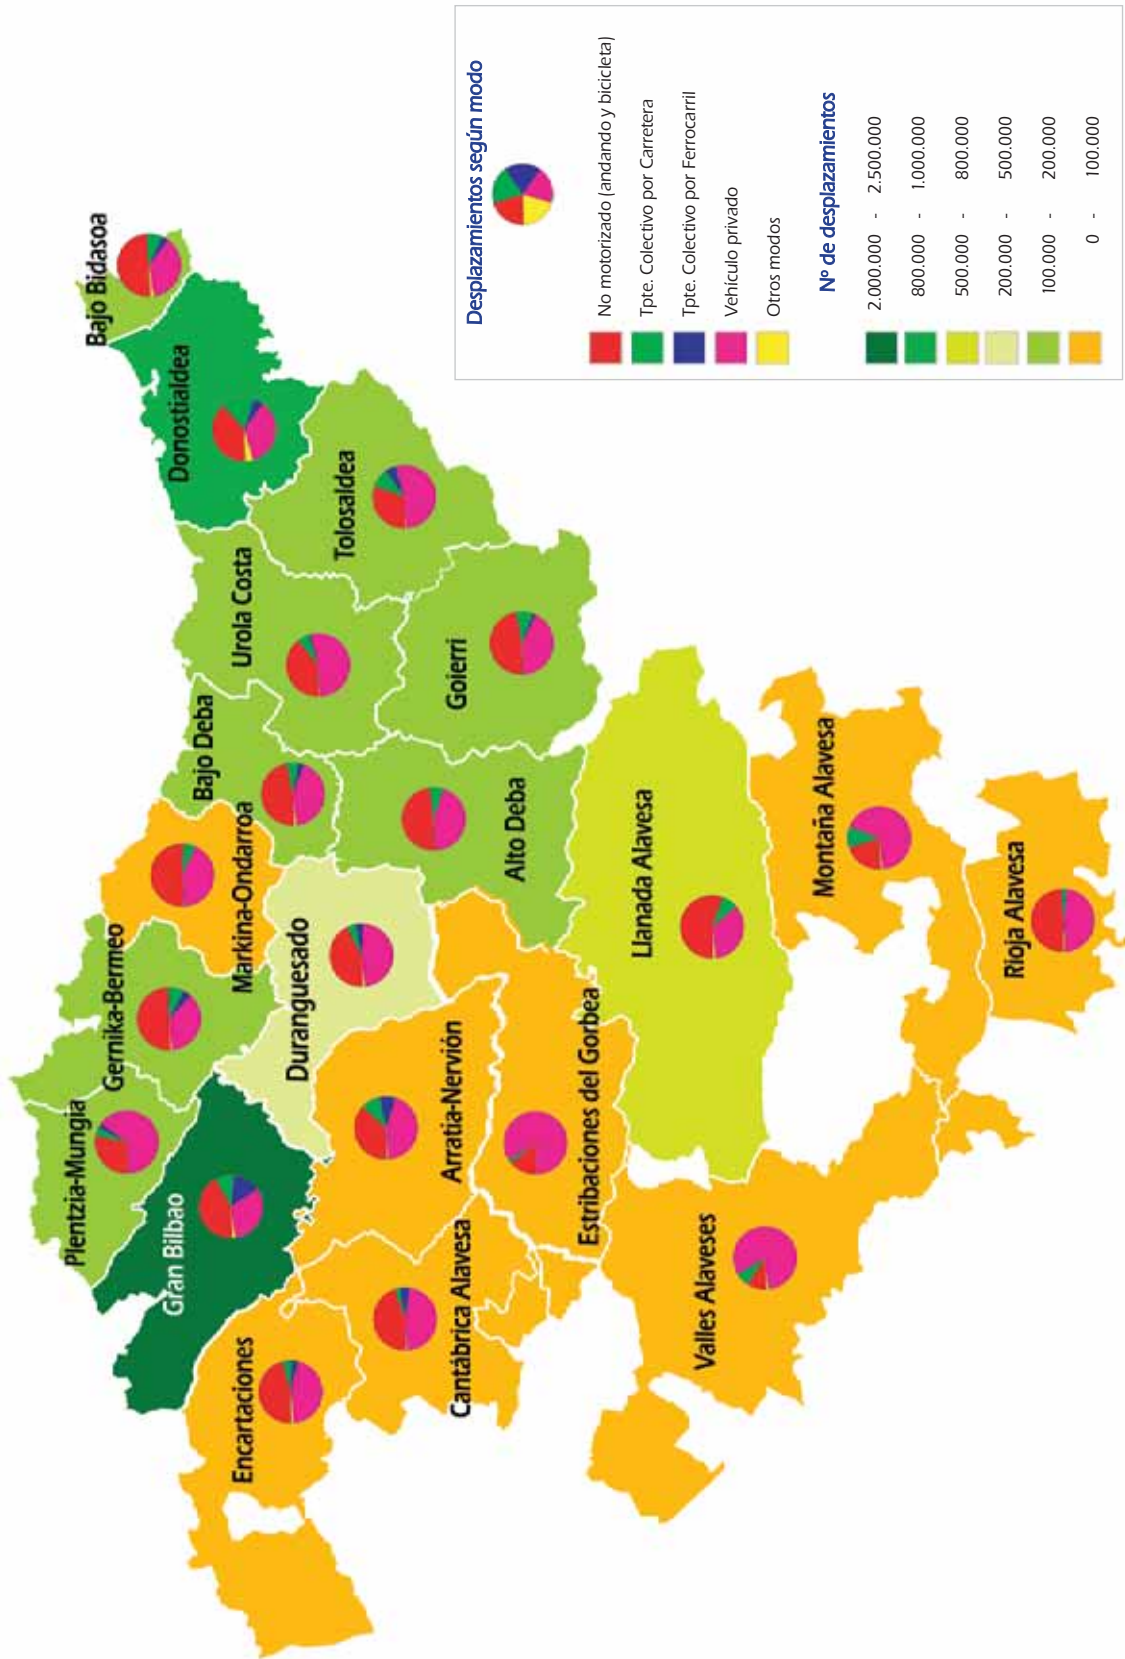 Bajo Bidasoa
Donostialdea
Tolosaldea
Urola Costa
Goierri
Bajo Deba
Alto Deba
Markina-Ondarroa
Gernika-Bermeo
Plentzia-Mungia
Duranguesado
Gran Bilbao
Arratia-Nervión
Encartaciones
Cantábrica Alavesa
Estribaciones del Gorbea
Llanada Alavesa
Montaña Alavesa
Rioja Alavesa
Valles Alaveses
Desplazamientos según modo
No motorizado (andando y bicicleta)
Tpte. Colectivo por Carretera
Tpte. Colectivo por Ferrocarril
Vehículo privado
Otros modos
Nº de desplazamientos
2.000.000 - 2.500.000
800.000 - 1.000.000
500.000 - 800.000
200.000 - 500.000
100.000 - 200.000
0 - 100.000